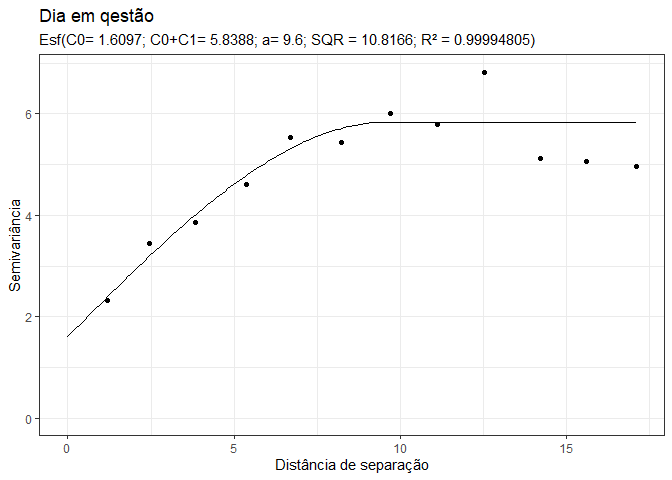 Dia em qestão
Esf(C0= 1.6097; C0+C1= 5.8388; a= 9.6; SQR = 10.8166; R² = 0.99994805)
6
4
2
0
Semivariância
0 5 10 15
Distância de separação